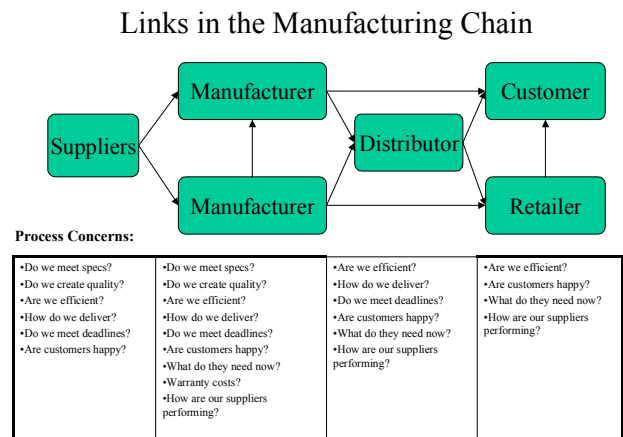 Links in the Manufacturing Chain
Manufacturer
Customer
Suppliers
Distributor
Manufacturer
Retailer
Process Concerns:
•Do we meet specs?
•Do we create quality?
•Are we efficient?
•How do we deliver?
•Do we meet deadlines?
•Are customers happy?
•Do we meet specs?
•Do we create quality?
•Are we efficient?
•How do we deliver?
•Do we meet deadlines?
•Are customers happy?
•What do they need now?
•Warranty costs?
•How are our suppliers
performing?
•Are we efficient?
•How do we deliver?
•Do we meet deadlines?
•Are customers happy?
•What do they need now?
•How are our suppliers
performing?
•Are we efficient?
•Are customers happy?
•What do they need now?
•How are our suppliers
performing?